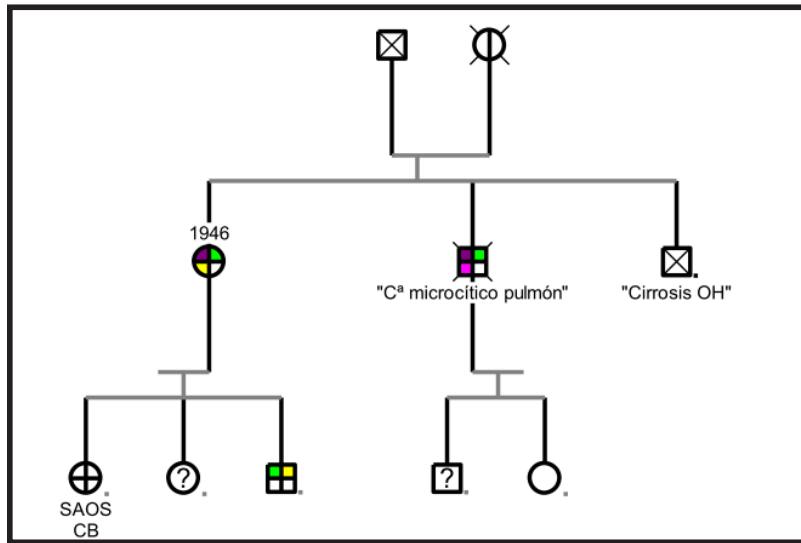 1946
"Cª microcítico pulmón" "Cirrosis OH"
? ?
SAOS
CB